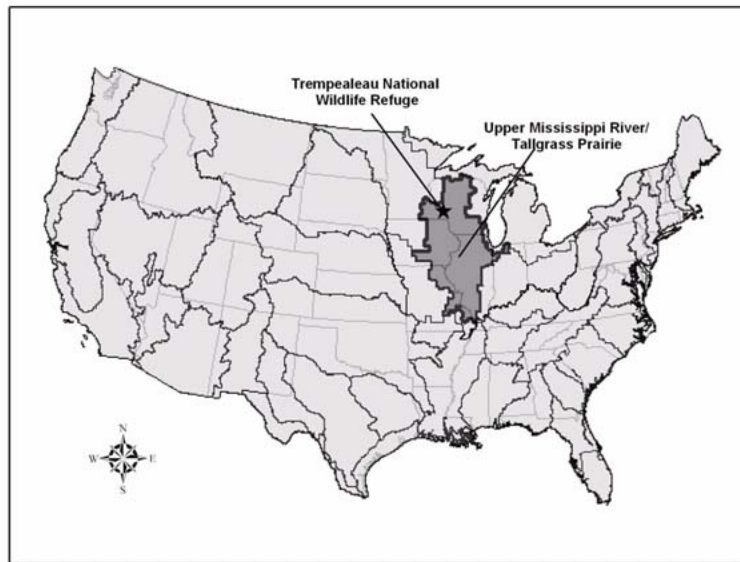 Trempealeau National
Wildlife Refuge
Upper Mississippi River/
Tallgrass Prairie
N
W
E
S